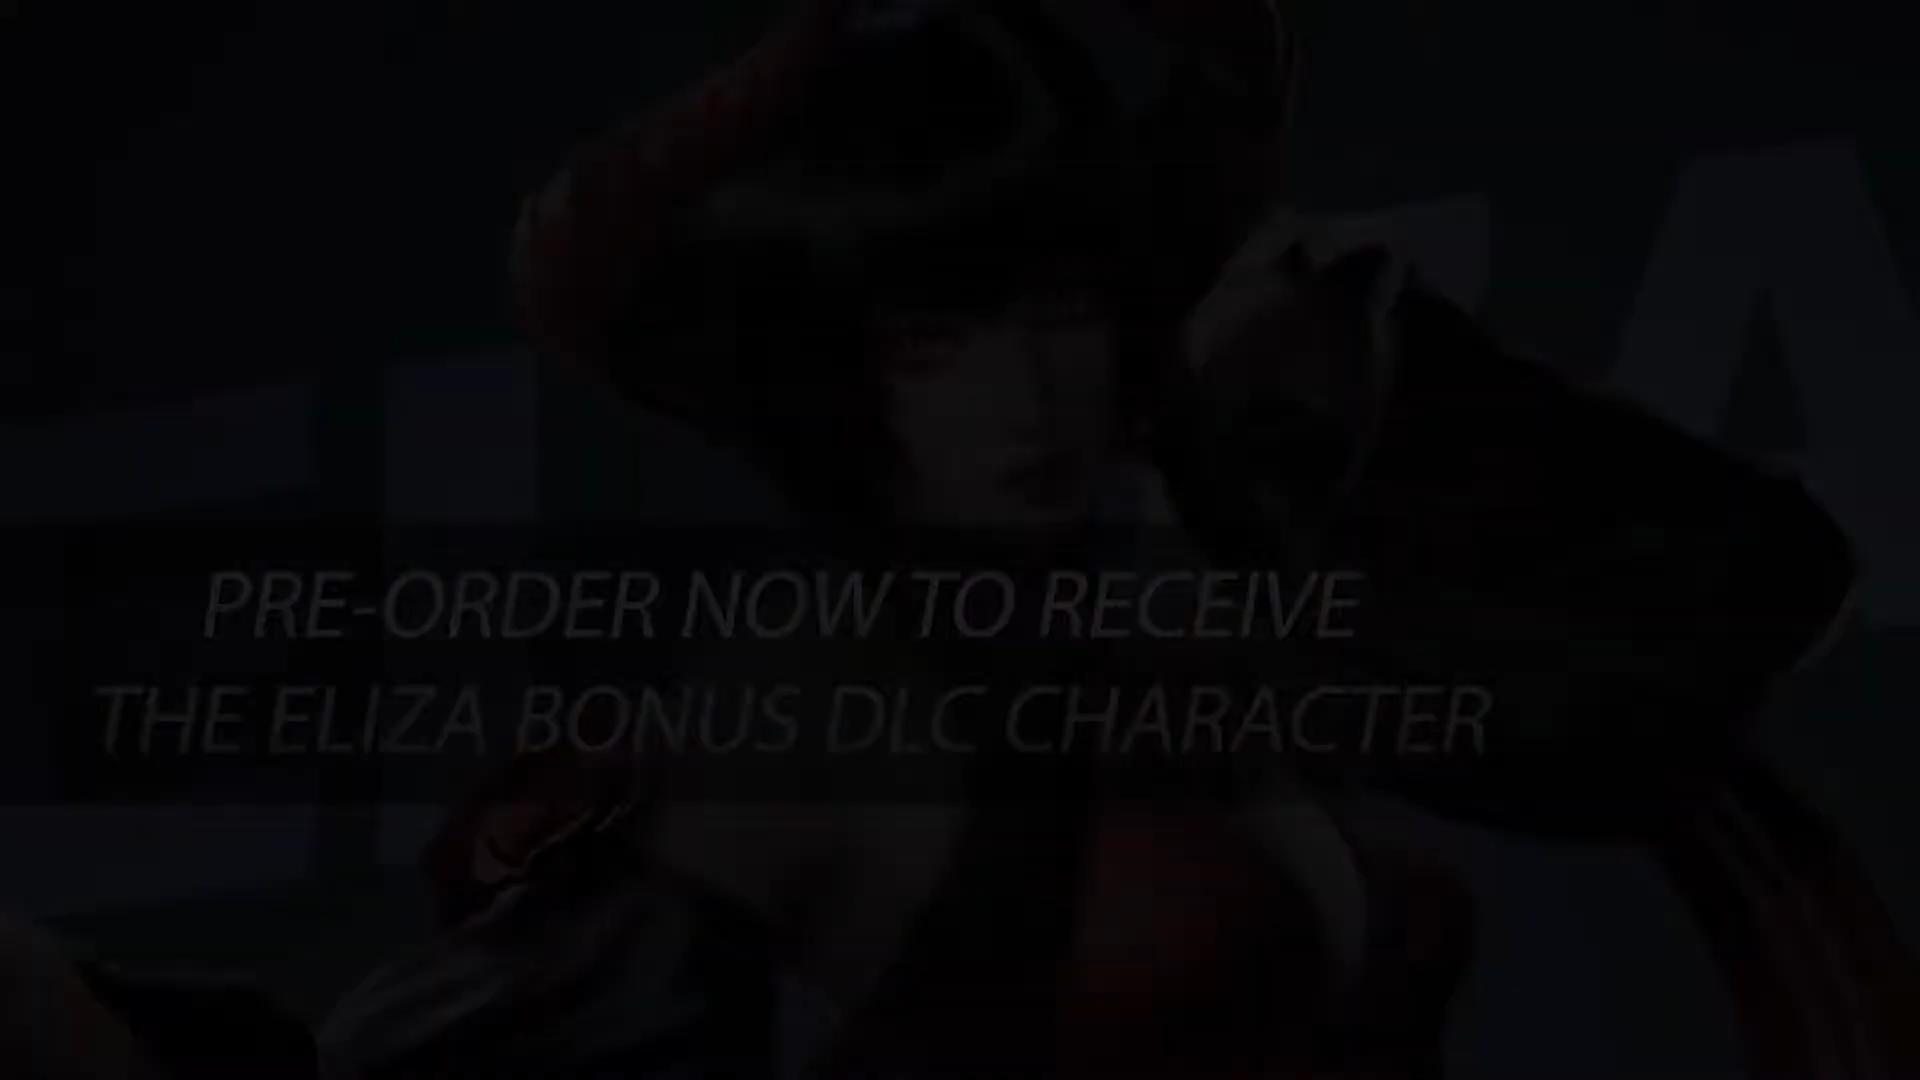 PRE-ORDER NOW TO RECEIVE
THE ELIZA BONUS DLC CHARACTER